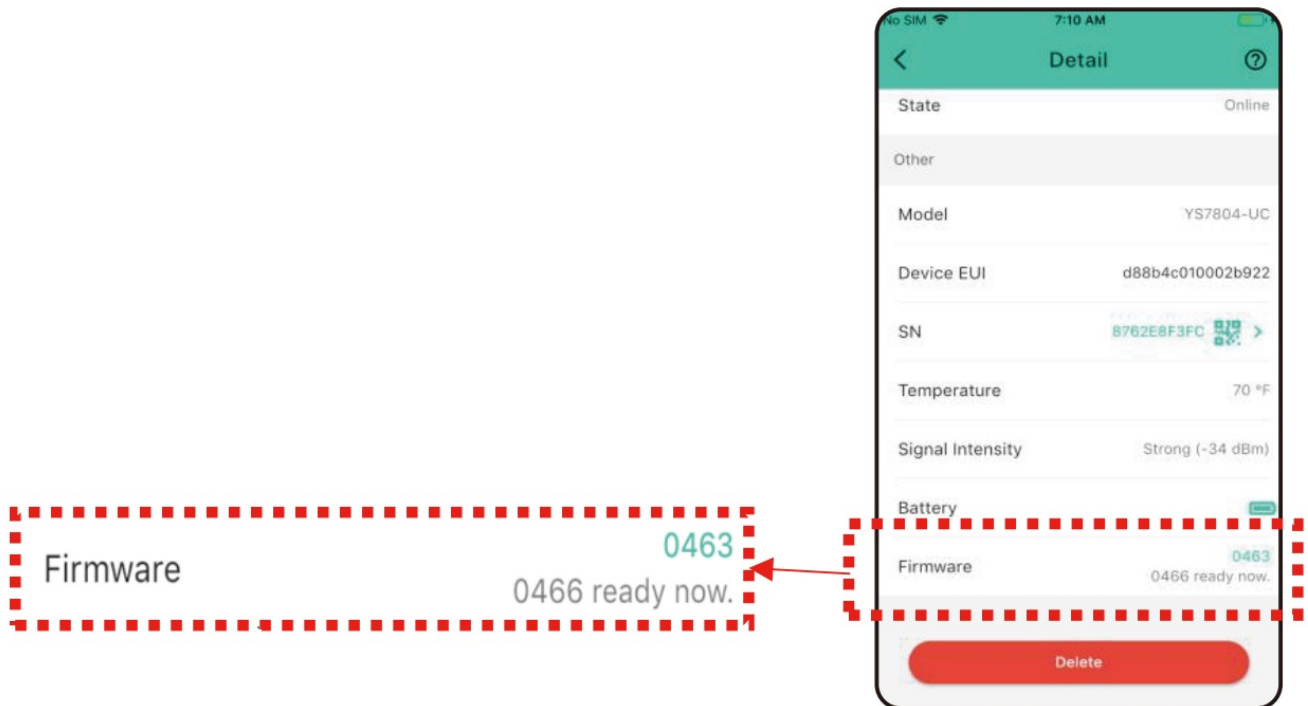 No SIM 7:10 AM
Detail
State Online
Other
Model YS7804-UC
Device EUI d88b4c010002b922
SN 8762E8F3FC
Temperature 70 °F
Signal Intensity Strong (-34 dBm)
Battery
Firmware 0463
0466 ready now.
Delete
Firmware 0463
0466 ready now.